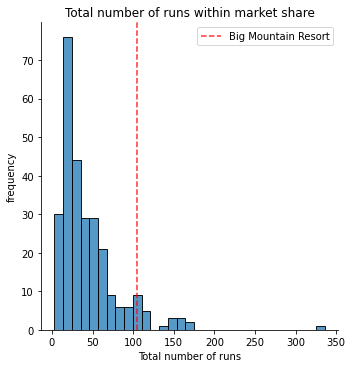 Total number of runs within market share
Big Mountain Resort
frequency
70
60
50
40
30
20
10
0
0 50 100 150 200 250 300 350
Total number of runs